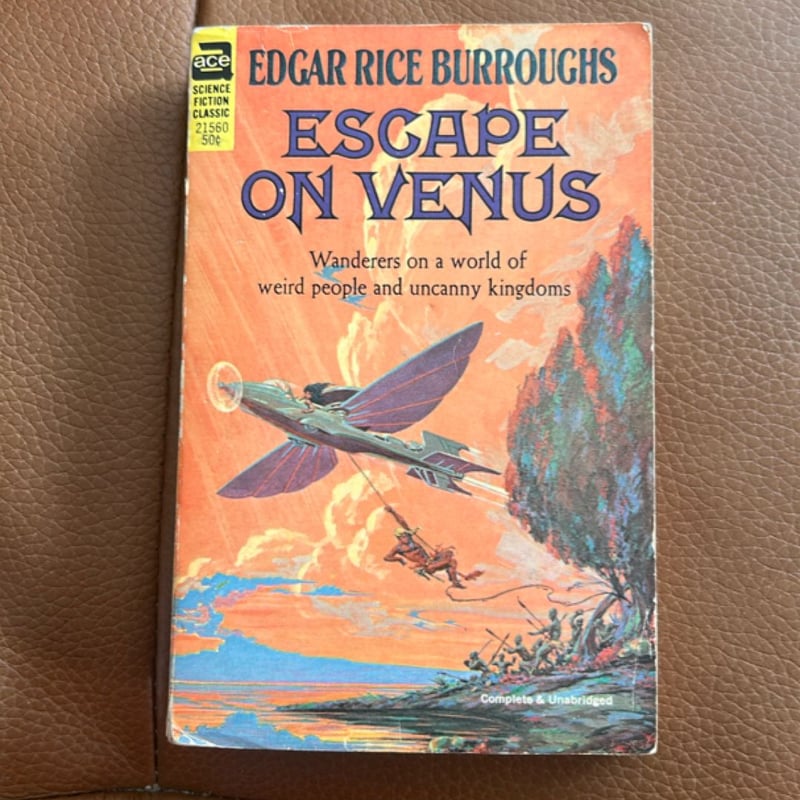 ace
SCIENCE
FICTION
CLASSIC
21560
50¢
EDGAR RICE BURROUGHS
ESCAPE
ON VENUS
Wanderers on a world of
weird people and uncanny kingdoms
Complete & Unabridged